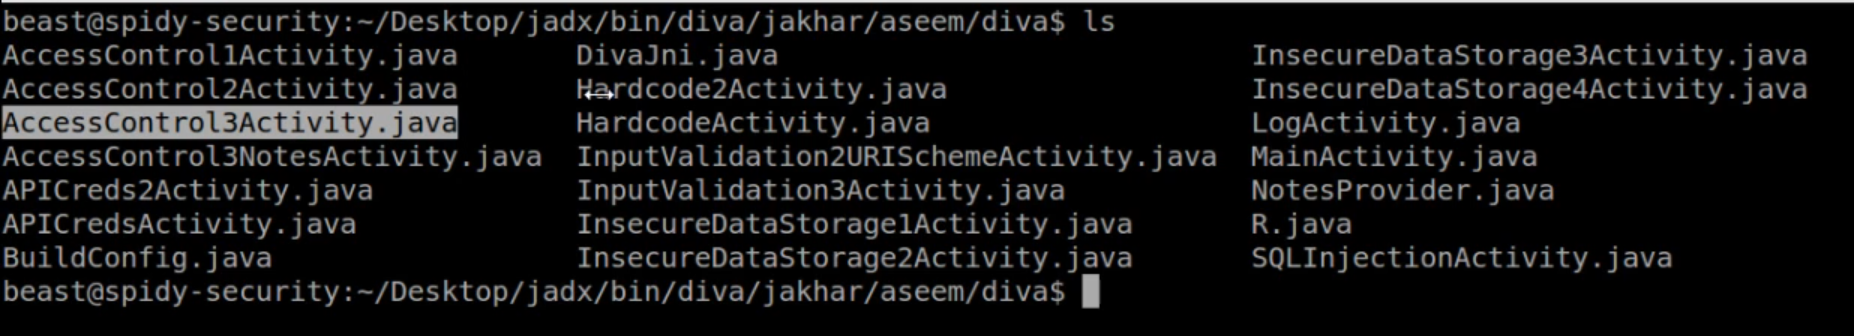 beast@spidy-security:~/Desktop/jadx/bin/diva/jakhar/aseem/diva$ ls
AccessControl1Activity.java DivaJni.java InsecureDataStorage3Activity.java
AccessControl2Activity.java Hardcode2Activity.java InsecureDataStorage4Activity.java
AccessControl3Activity.java HardcodeActivity.java LogActivity.java
AccessControl3NotesActivity.java InputValidation2URISchemeActivity.java MainActivity.java
APICreds2Activity.java InputValidation3Activity.java NotesProvider.java
APICredsActivity.java InsecureDataStorage1Activity.java R.java
BuildConfig.java InsecureDataStorage2Activity.java SQLInjectionActivity.java
beast@spidy-security:~/Desktop/jadx/bin/diva/jakhar/aseem/diva$